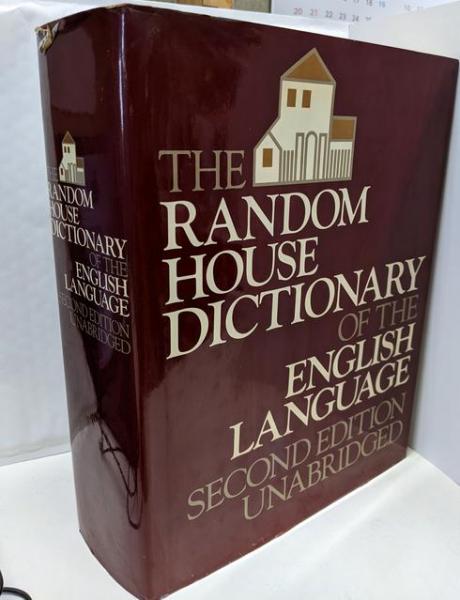 THE
RANDOM
HOUSE
DICTIONARY
OF THE
ENGLISH
LANGUAGE
SECOND EDITION
UNABRIDGED
THE
RANDOM
HOUSE
DICTIONARY
OF THE
ENGLISH
LANGUAGE
SECOND EDITION
UNABRIDGED